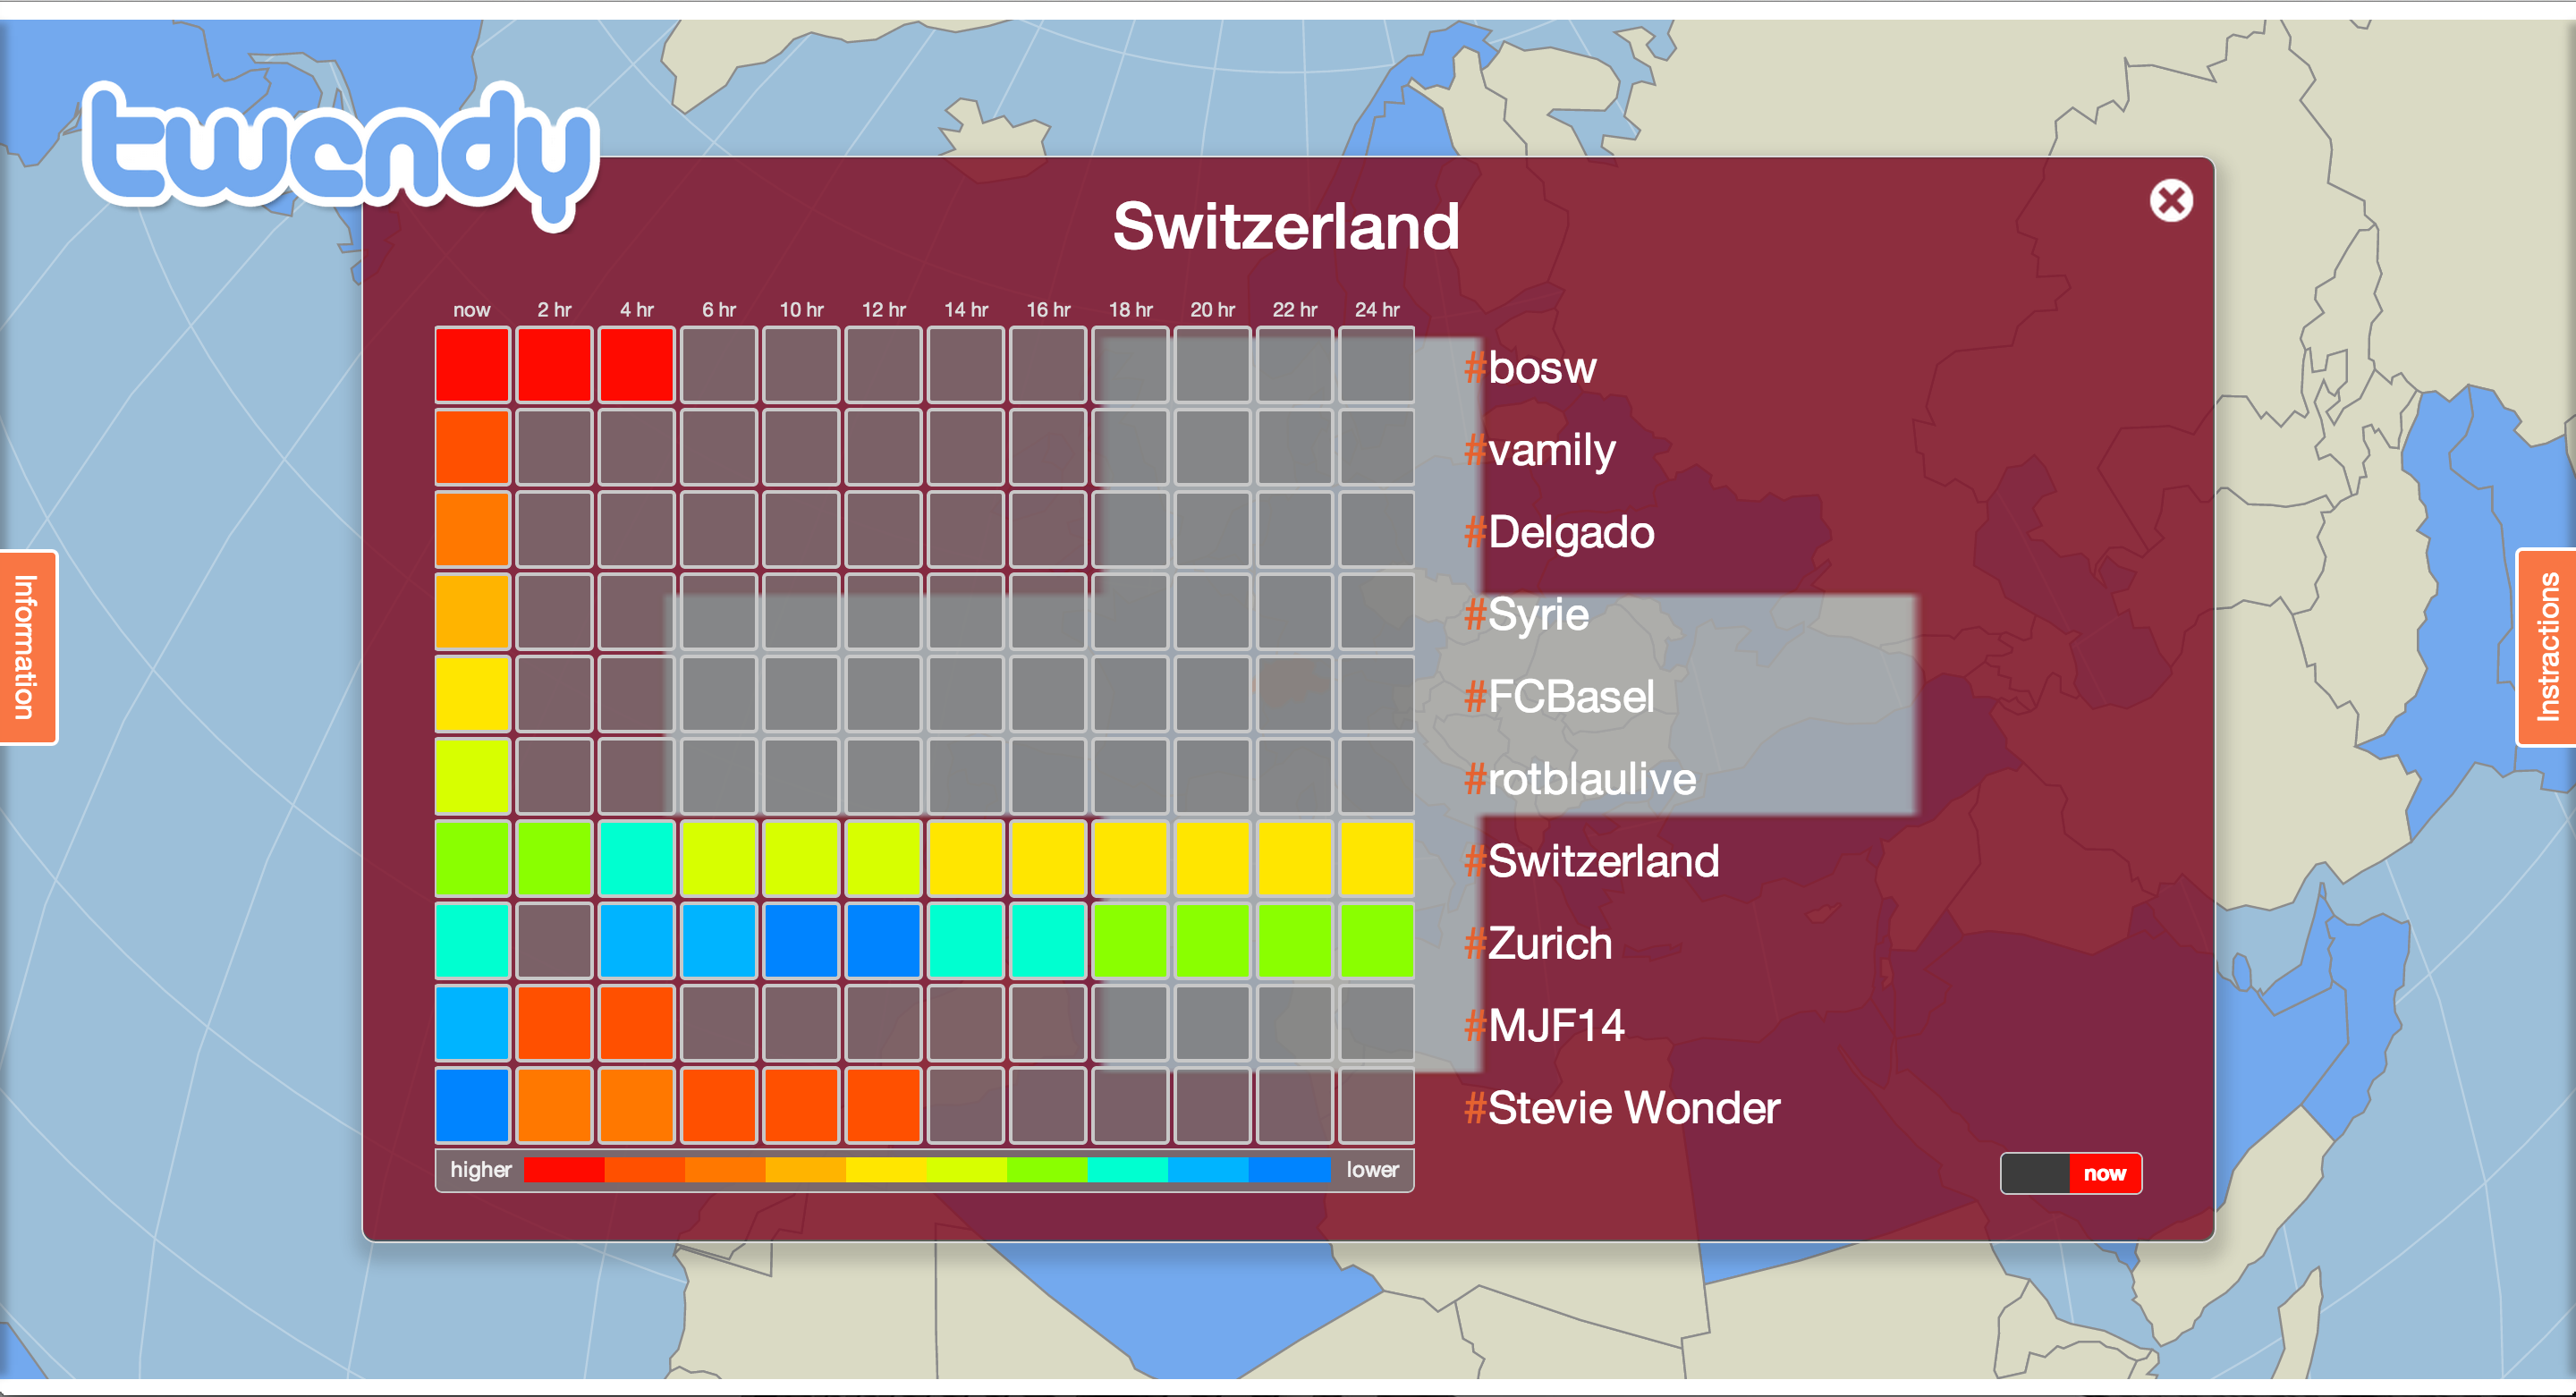 twendy
Switzerland
now 2 hr 4 hr 6 hr 10 hr 12 hr 14 hr 16 hr 18 hr 20 hr 22 hr 24 hr
#bosw
#vamily
#Delgado
#Syrie
#FCBasel
#rotblaulive
#Switzerland
#Zurich
#MJF14
#Stevie Wonder
higher lower
now
Information
Instractions